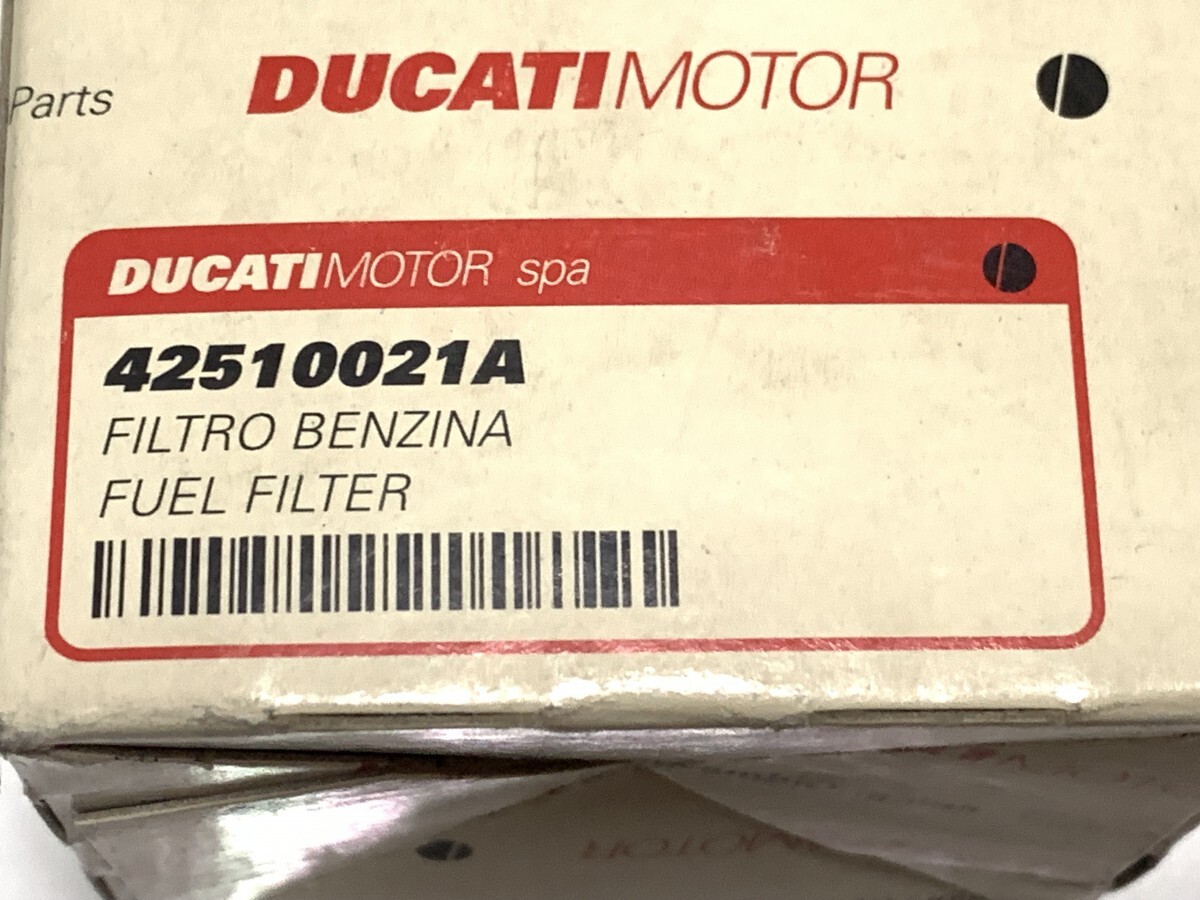 Parts
DUCATIMOTOR
DUCATIMOTOR spa
42510021A
FILTRO BENZINA
FUEL FILTER